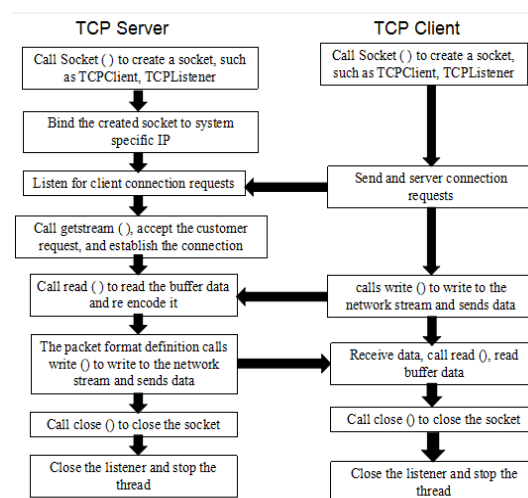 TCP Server
Call Socket ( ) to create a socket, such
as TCPClient, TCPListener
Bind the created socket to system
specific IP
Listen for client connection requests
Call getstream ( ), accept the customer
request, and establish the connection
Call read ( ) to read the buffer data
and re encode it
The packet format definition calls
write () to write to the network
stream and sends data
Call close () to close the socket
Close the listener and stop the
thread
TCP Client
Call Socket ( ) to create a socket,
such as TCPClient, TCPListener
Send and server connection
requests
calls write () to write to the
network stream and sends data
Receive data, call read (), read
buffer data
Call close () to close the socket
Close the listener and stop the
thread